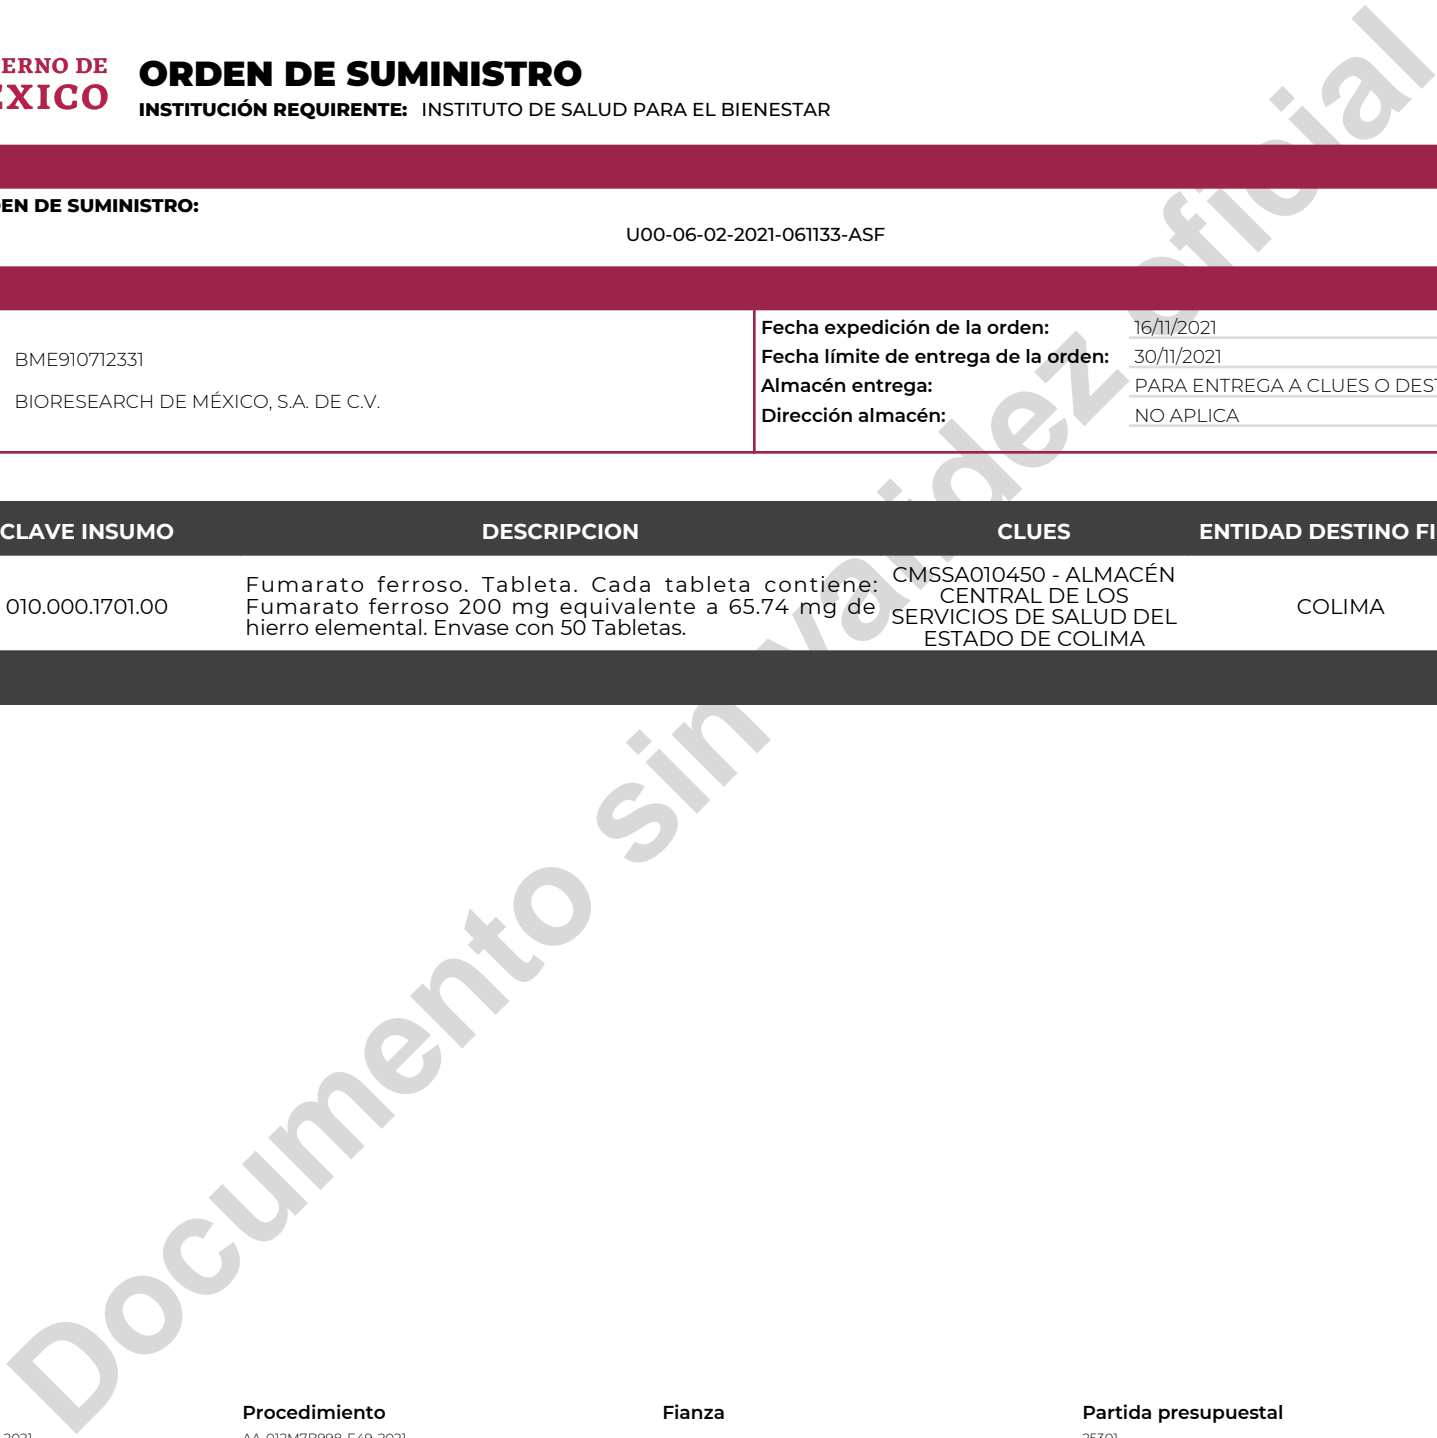 ERNO DE
EXICO
ORDEN DE SUMINISTRO
INSTITUCIÓN REQUIRENTE: INSTITUTO DE SALUD PARA EL BIENESTAR
EN DE SUMINISTRO:
U00-06-02-2021-061133-ASF
BME910712331
BIORESEARCH DE MÉXICO, S.A. DE C.V.
Fecha expedición de la orden: 16/11/2021
Fecha límite de entrega de la orden: 30/11/2021
Almacén entrega: PARA ENTREGA A CLUES O DEST
Dirección almacén: NO APLICA
CLAVE INSUMO DESCRIPCION CLUES ENTIDAD DESTINO FI
010.000.1701.00
Fumarato ferroso. Tableta. Cada tableta contiene:
Fumarato ferroso 200 mg equivalente a 65.74 mg de
hierro elemental. Envase con 50 Tabletas.
CMSSA010450 - ALMACÉN
CENTRAL DE LOS
SERVICIOS DE SALUD DEL
ESTADO DE COLIMA
COLIMA
Documento sin validez oficial
Procedimiento Fianza Partida presupuestal